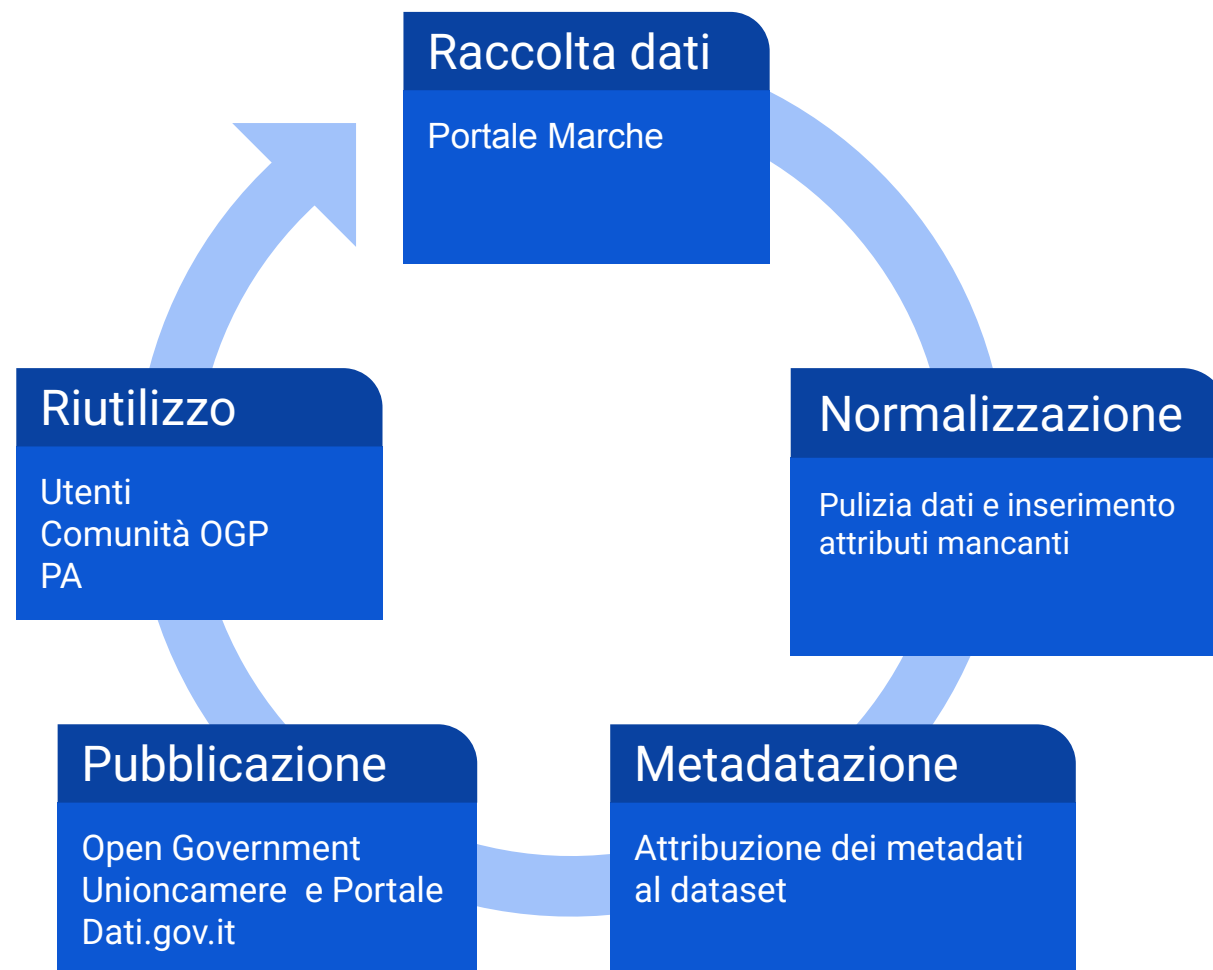 Raccolta dati
Portale Marche
Normalizzazione
Pulizia dati e inserimento
attributi mancanti
Metadatazione
Attribuzione dei metadati
al dataset
Pubblicazione
Open Government
Unioncamere  e Portale
Dati.gov.it
Riutilizzo
Utenti
Comunità OGP
PA